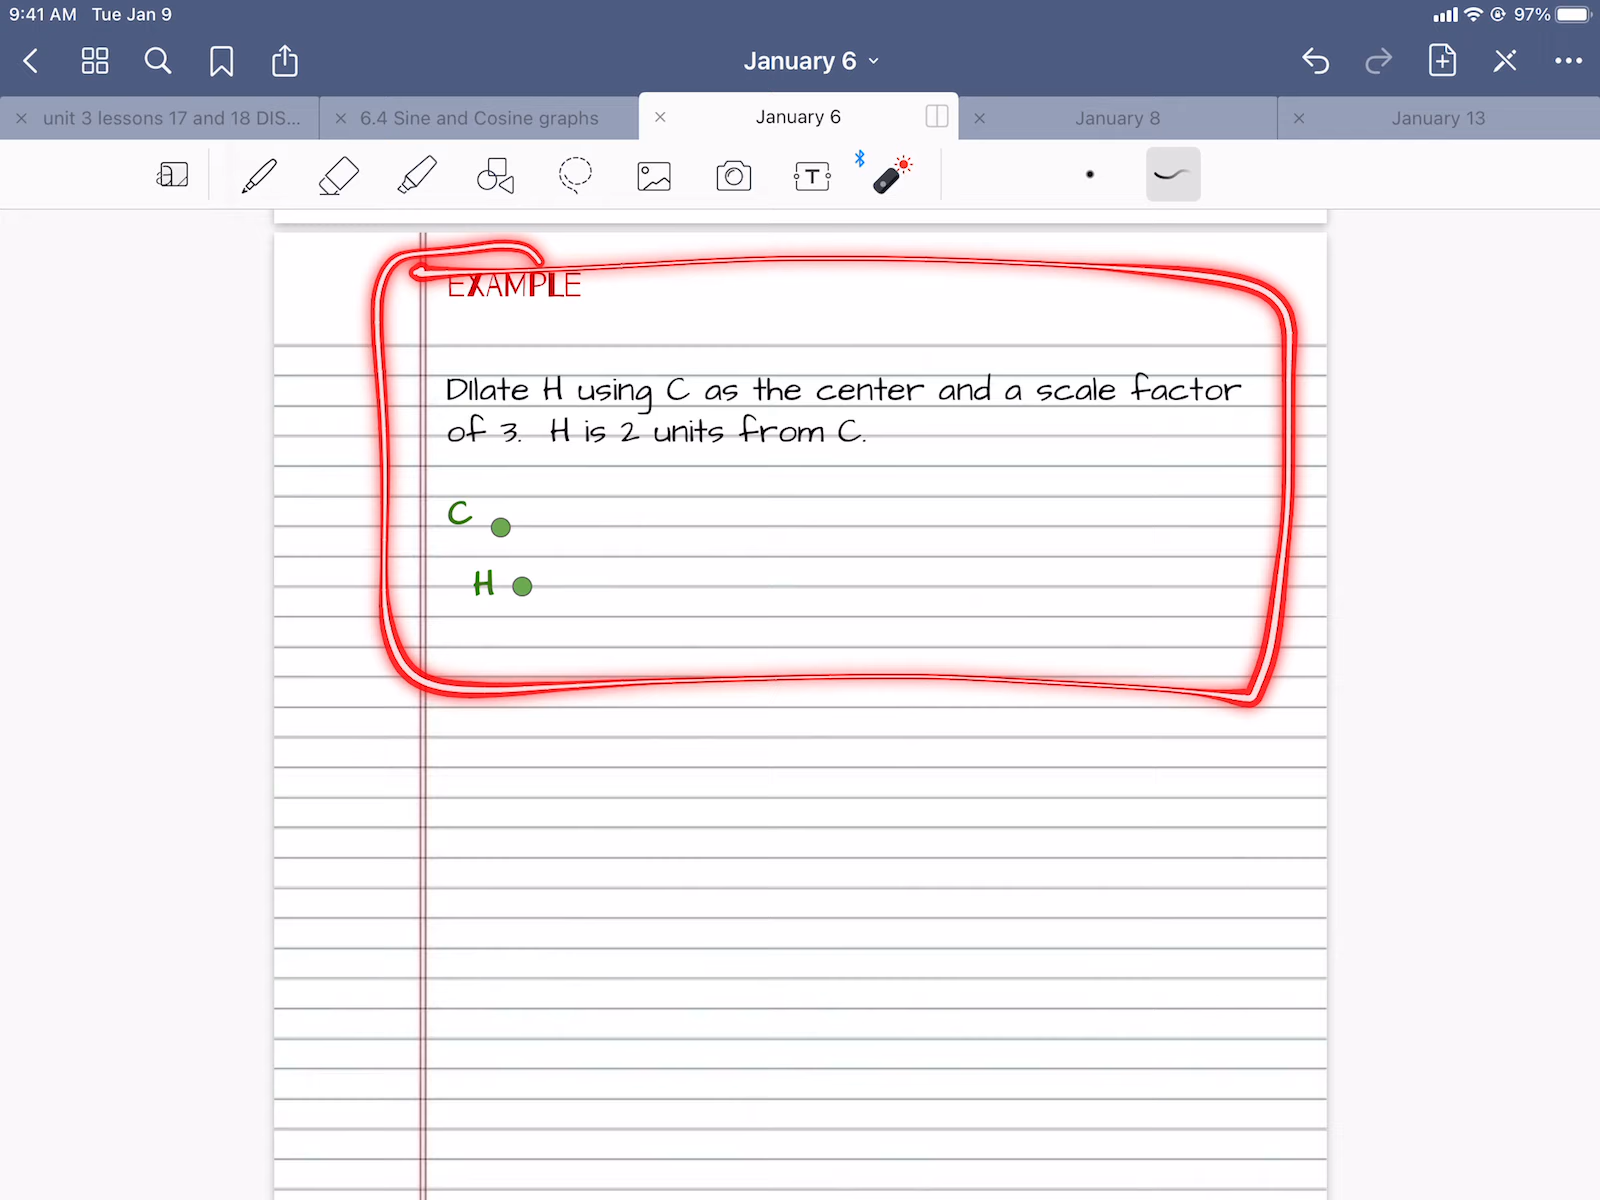 9:41 AM Tue Jan 9
97%
January 6
unit 3 lessons 17 and 18 DIS...
6.4 Sine and Cosine graphs
January 6
January 8
January 13
T
EXAMPLE
DIlate H using C as the center and a scale factor
of 3. H is 2 units from C.
C
H